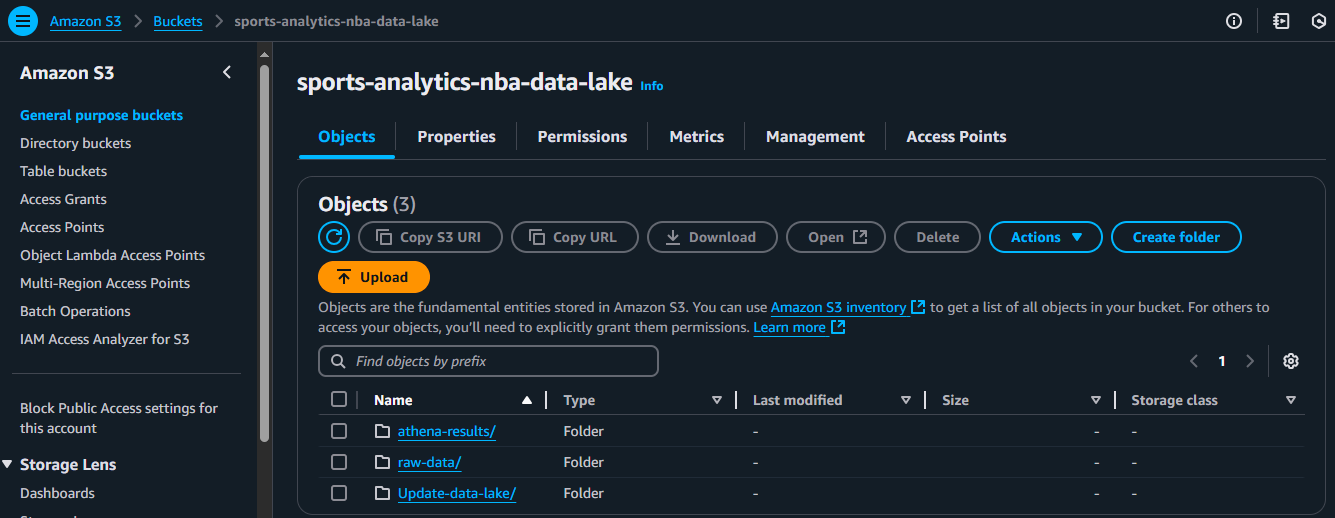 Amazon S3 > Buckets > sports-analytics-nba-data-lake
Amazon S3
General purpose buckets
Directory buckets
Table buckets
Access Grants
Access Points
Object Lambda Access Points
Multi-Region Access Points
Batch Operations
IAM Access Analyzer for S3
Block Public Access settings for
this account
Storage Lens
Dashboards
sports-analytics-nba-data-lake Info
Objects Properties Permissions Metrics Management Access Points
Objects (3)
Copy S3 URI Copy URL Download Open Delete Actions Create folder
Upload
Objects are the fundamental entities stored in Amazon S3. You can use Amazon S3 inventory to get a list of all objects in your bucket. For others to
access your objects, you'll need to explicitly grant them permissions. Learn more
Find objects by prefix
1
Name Type Last modified Size Storage class
athena-results/ Folder - - -
raw-data/ Folder - - -
Update-data-lake/ Folder - - -